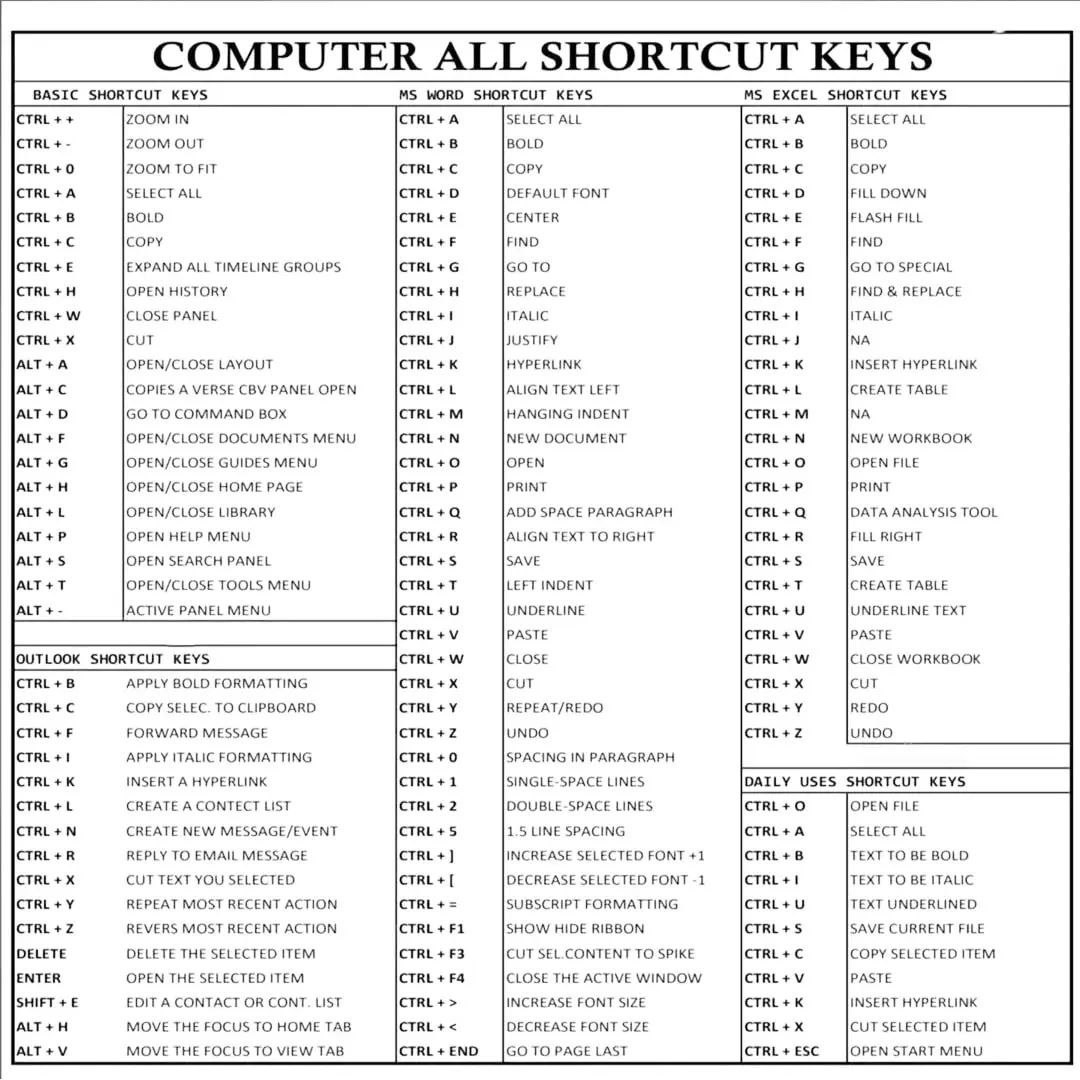 COMPUTER ALL SHORTCUT KEYS
BASIC SHORTCUT KEYS
CTRL + + ZOOM IN
CTRL + - ZOOM OUT
CTRL + 0 ZOOM TO FIT
CTRL + A SELECT ALL
CTRL + B BOLD
CTRL + C COPY
CTRL + E EXPAND ALL TIMELINE GROUPS
CTRL + H OPEN HISTORY
CTRL + W CLOSE PANEL
CTRL + X CUT
ALT + A OPEN/CLOSE LAYOUT
ALT + C COPIES A VERSE CBV PANEL OPEN
ALT + D GO TO COMMAND BOX
ALT + F OPEN/CLOSE DOCUMENTS MENU
ALT + G OPEN/CLOSE GUIDES MENU
ALT + H OPEN/CLOSE HOME PAGE
ALT + L OPEN/CLOSE LIBRARY
ALT + P OPEN HELP MENU
ALT + S OPEN SEARCH PANEL
ALT + T OPEN/CLOSE TOOLS MENU
ALT + - ACTIVE PANEL MENU
OUTLOOK SHORTCUT KEYS
CTRL + B APPLY BOLD FORMATTING
CTRL + C COPY SELEC. TO CLIPBOARD
CTRL + F FORWARD MESSAGE
CTRL + I APPLY ITALIC FORMATTING
CTRL + K INSERT A HYPERLINK
CTRL + L CREATE A CONTECT LIST
CTRL + N CREATE NEW MESSAGE/EVENT
CTRL + R REPLY TO EMAIL MESSAGE
CTRL + X CUT TEXT YOU SELECTED
CTRL + Y REPEAT MOST RECENT ACTION
CTRL + Z REVERS MOST RECENT ACTION
DELETE DELETE THE SELECTED ITEM
ENTER OPEN THE SELECTED ITEM
SHIFT + E EDIT A CONTACT OR CONT. LIST
ALT + H MOVE THE FOCUS TO HOME TAB
ALT + V MOVE THE FOCUS TO VIEW TAB
MS WORD SHORTCUT KEYS
CTRL + A SELECT ALL
CTRL + B BOLD
CTRL + C COPY
CTRL + D DEFAULT FONT
CTRL + E CENTER
CTRL + F FIND
CTRL + G GO TO
CTRL + H REPLACE
CTRL + I ITALIC
CTRL + J JUSTIFY
CTRL + K HYPERLINK
CTRL + L ALIGN TEXT LEFT
CTRL + M HANGING INDENT
CTRL + N NEW DOCUMENT
CTRL + O OPEN
CTRL + P PRINT
CTRL + Q ADD SPACE PARAGRAPH
CTRL + R ALIGN TEXT TO RIGHT
CTRL + S SAVE
CTRL + T LEFT INDENT
CTRL + U UNDERLINE
CTRL + V PASTE
CTRL + W CLOSE
CTRL + X CUT
CTRL + Y REPEAT/REDO
CTRL + Z UNDO
CTRL + 0 SPACING IN PARAGRAPH
CTRL + 1 SINGLE-SPACE LINES
CTRL + 2 DOUBLE-SPACE LINES
CTRL + 5 1.5 LINE SPACING
CTRL + ] INCREASE SELECTED FONT +1
CTRL + [ DECREASE SELECTED FONT -1
CTRL + = SUBSCRIPT FORMATTING
CTRL + F1 SHOW HIDE RIBBON
CTRL + F3 CUT SEL.CONTENT TO SPIKE
CTRL + F4 CLOSE THE ACTIVE WINDOW
CTRL + > INCREASE FONT SIZE
CTRL + < DECREASE FONT SIZE
CTRL + END GO TO PAGE LAST
MS EXCEL SHORTCUT KEYS
CTRL + A SELECT ALL
CTRL + B BOLD
CTRL + C COPY
CTRL + D FILL DOWN
CTRL + E FLASH FILL
CTRL + F FIND
CTRL + G GO TO SPECIAL
CTRL + H FIND & REPLACE
CTRL + I ITALIC
CTRL + J NA
CTRL + K INSERT HYPERLINK
CTRL + L CREATE TABLE
CTRL + M NA
CTRL + N NEW WORKBOOK
CTRL + O OPEN FILE
CTRL + P PRINT
CTRL + Q DATA ANALYSIS TOOL
CTRL + R FILL RIGHT
CTRL + S SAVE
CTRL + T CREATE TABLE
CTRL + U UNDERLINE TEXT
CTRL + V PASTE
CTRL + W CLOSE WORKBOOK
CTRL + X CUT
CTRL + Y REDO
CTRL + Z UNDO
DAILY USES SHORTCUT KEYS
CTRL + O OPEN FILE
CTRL + A SELECT ALL
CTRL + B TEXT TO BE BOLD
CTRL + I TEXT TO BE ITALIC
CTRL + U TEXT UNDERLINED
CTRL + S SAVE CURRENT FILE
CTRL + C COPY SELECTED ITEM
CTRL + V PASTE
CTRL + K INSERT HYPERLINK
CTRL + X CUT SELECTED ITEM
CTRL + ESC OPEN START MENU